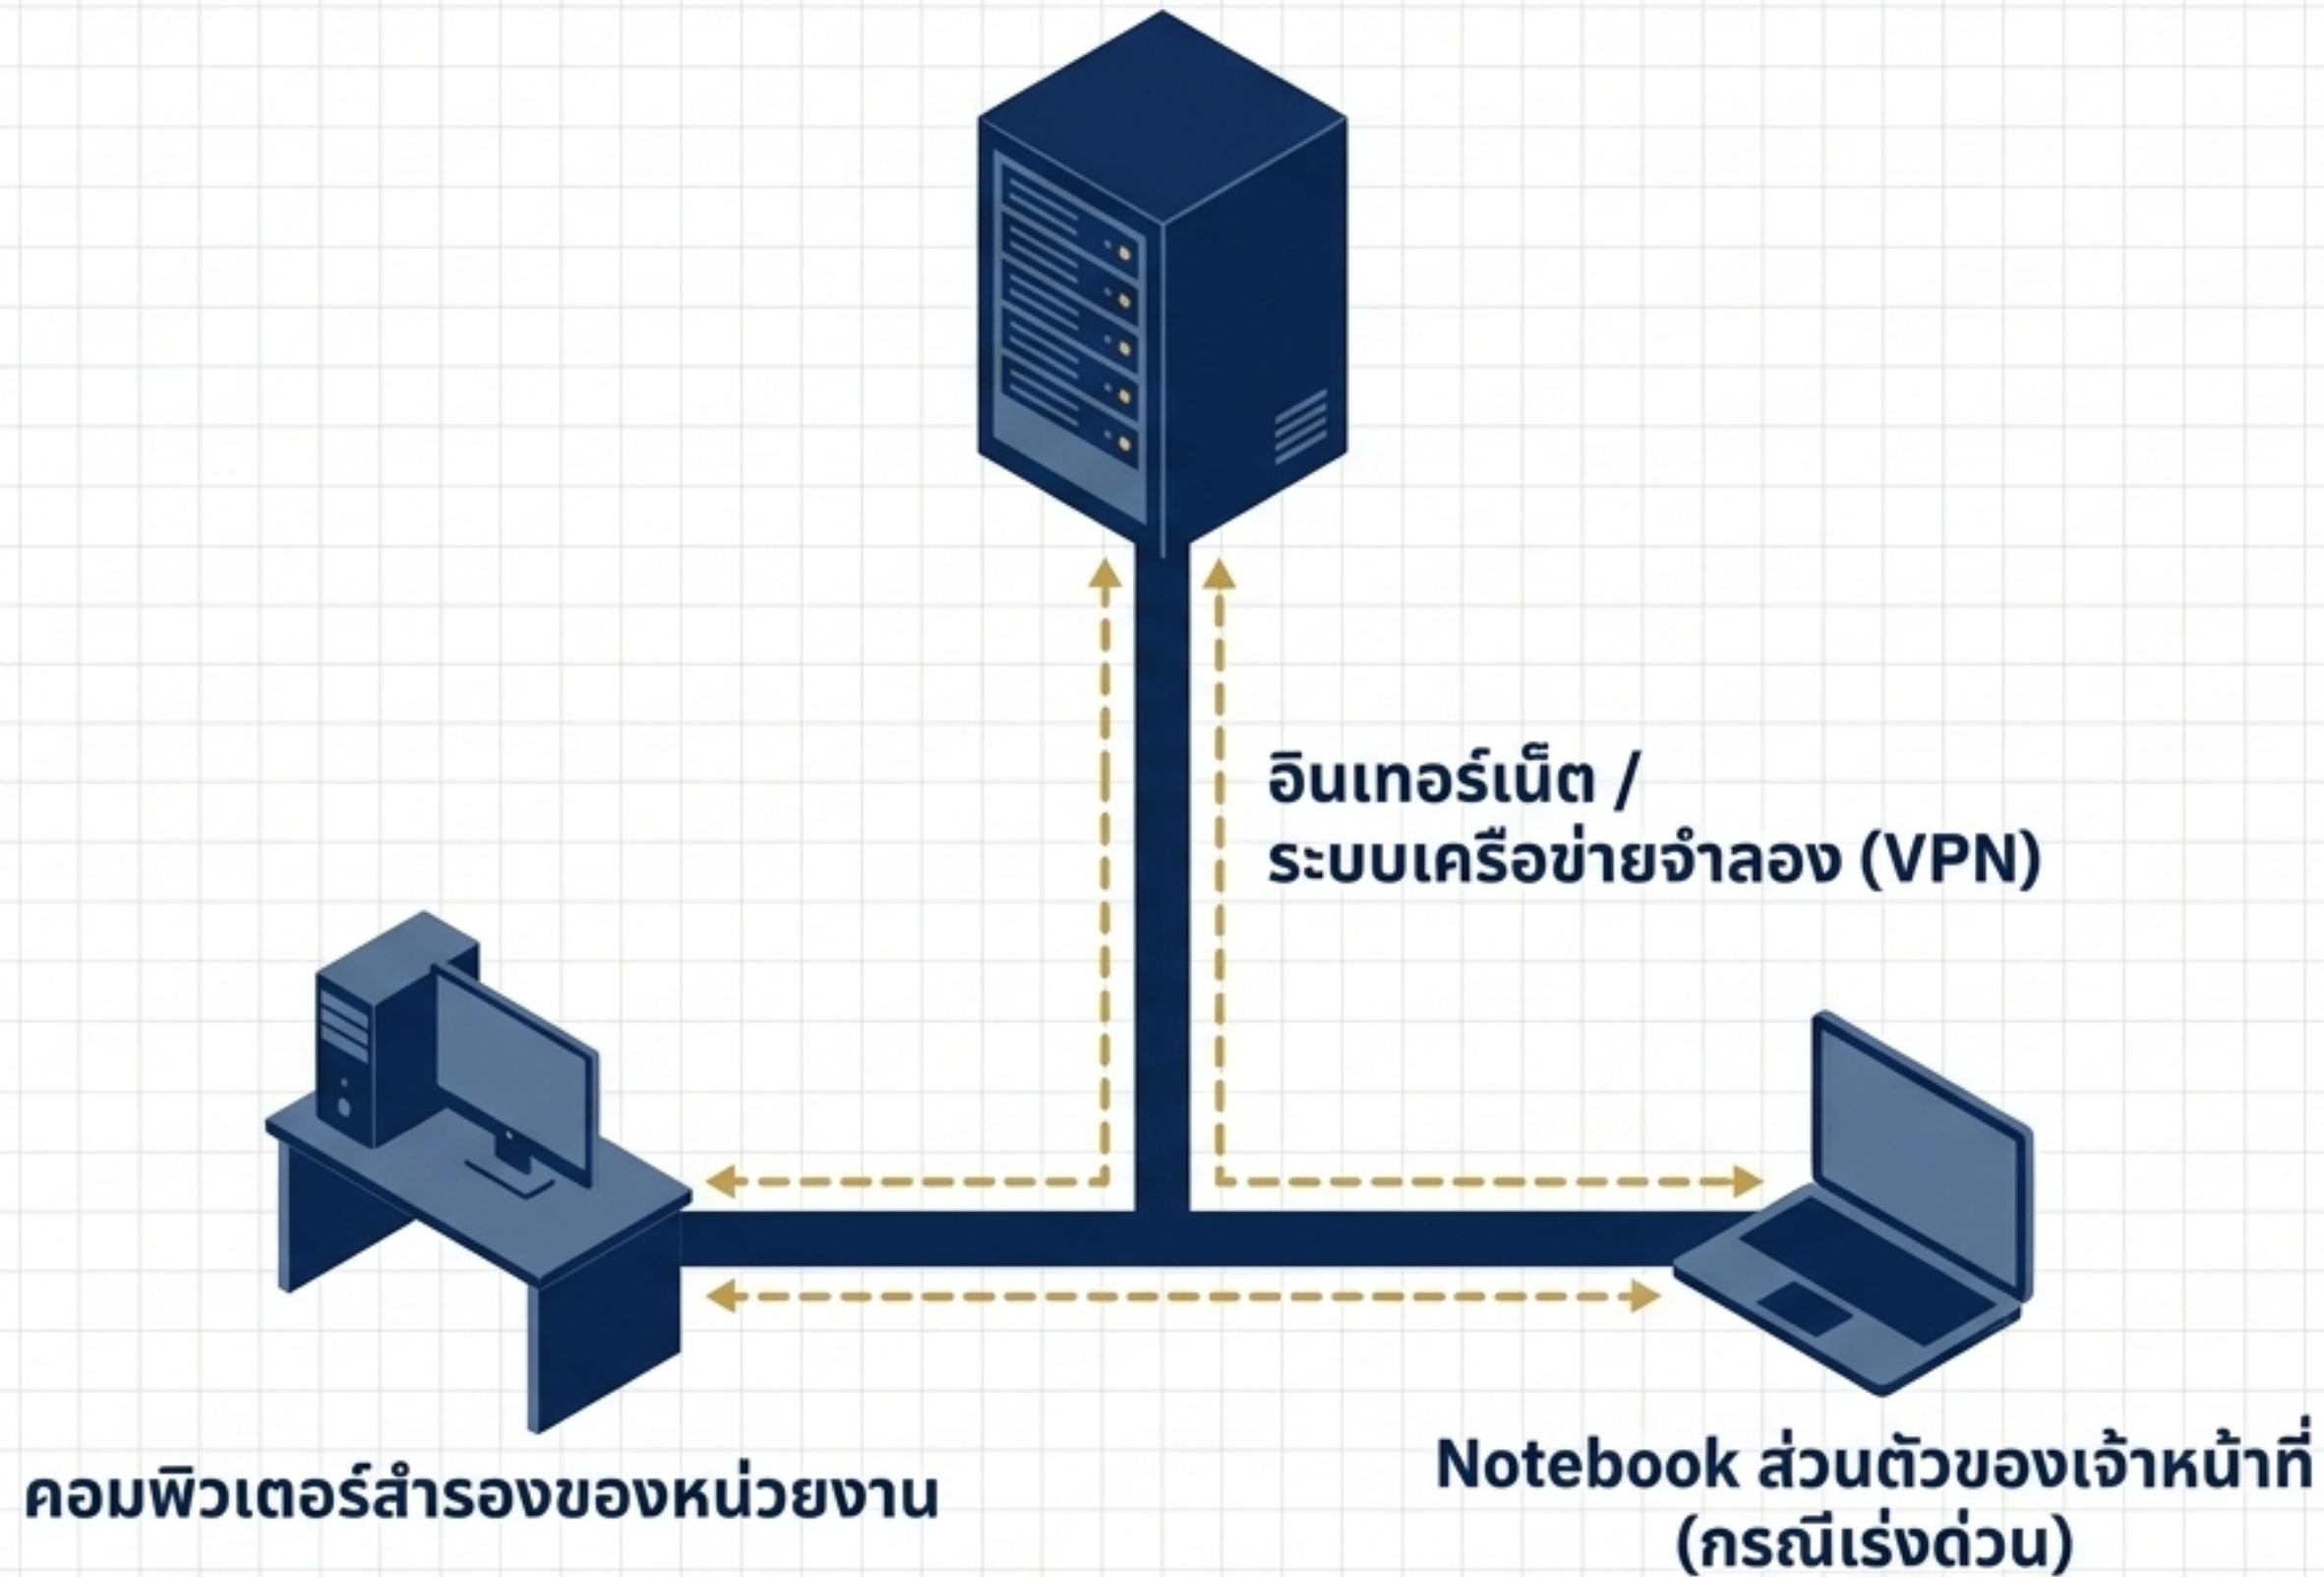 อินเทอร์เน็ต /
ระบบเครือข่ายจำลอง (VPN)
คอมพิวเตอร์สำรองของหน่วยงาน
Notebook ส่วนตัวของเจ้าหน้าที่
(กรณีเร่งด่วน)